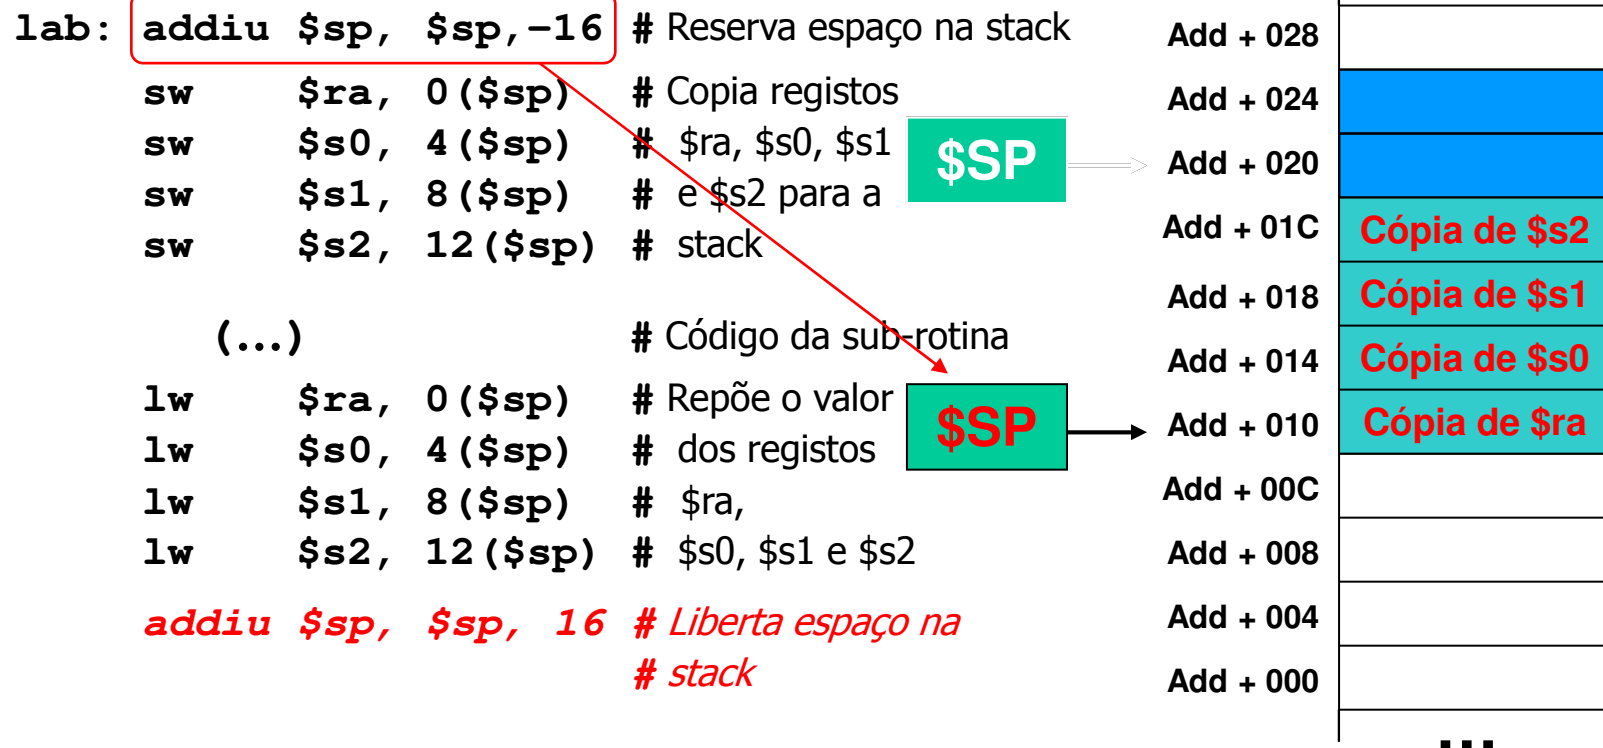 lab: addiu $sp, $sp,-16 # Reserva espaço na stack
sw $ra, 0($sp) # Copia registos
sw $s0, 4($sp) # $ra, $s0, $s1
sw $s1, 8($sp) # e $s2 para a
sw $s2, 12($sp) # stack
(…) # Código da sub-rotina
lw $ra, 0($sp) # Repõe o valor
lw $s0, 4($sp) # dos registos
lw $s1, 8($sp) # $ra,
lw $s2, 12($sp) # $s0, $s1 e $s2
addiu $sp, $sp, 16 # Liberta espaço na
# stack
$SP
$SP
Add + 028
Add + 024
Add + 020
Add + 01C Cópia de $s2
Add + 018 Cópia de $s1
Add + 014 Cópia de $s0
Add + 010 Cópia de $ra
Add + 00C
Add + 008
Add + 004
Add + 000
...